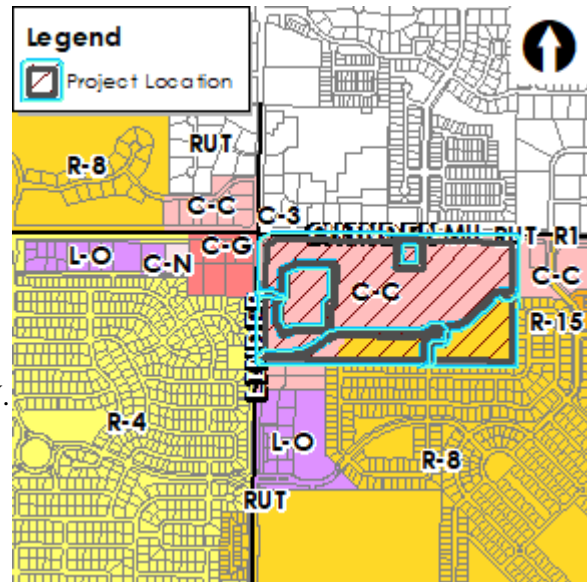 Legend
Project Location
RUT
R-8
C-C
C-3
RUT
R1
L-O
C-N
C-G
C-C
C-C
R-15
R-4
L-O
R-8
RUT